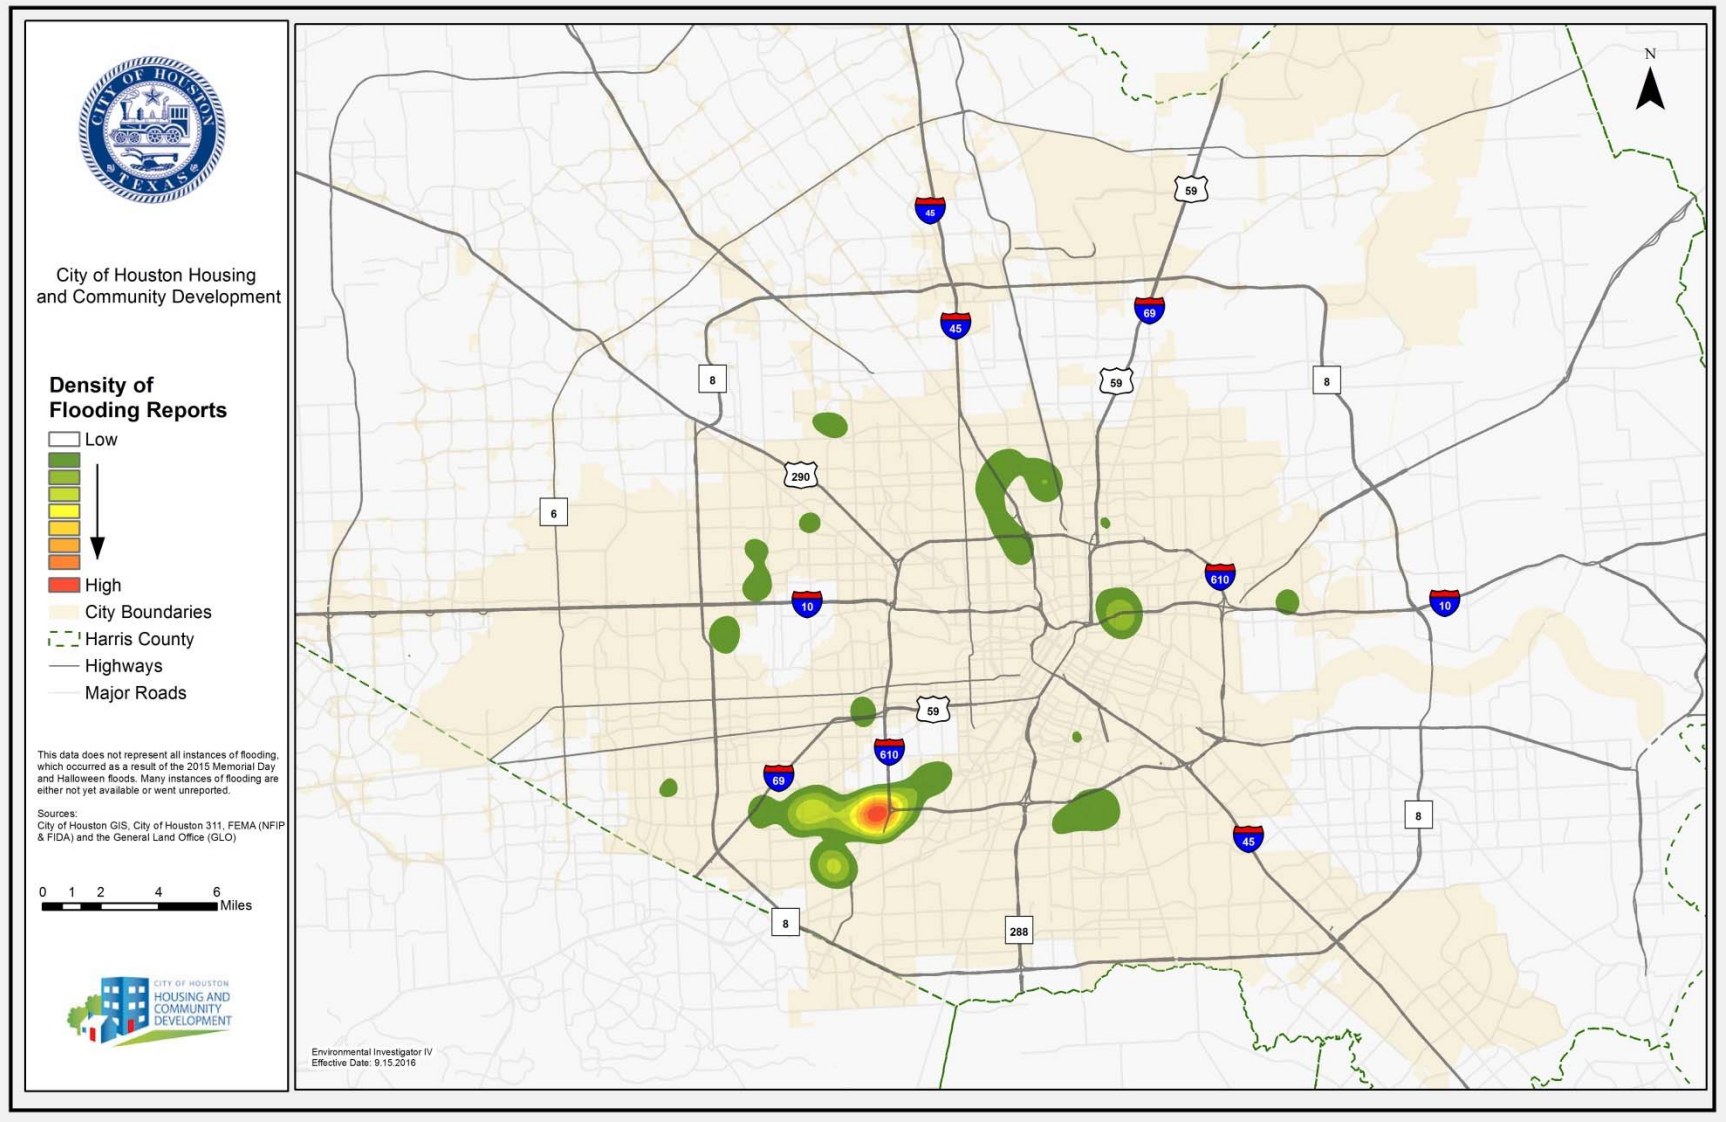 CITY OF HOUSTON
TEXAS
City of Houston Housing
and Community Development
Density of
Flooding Reports
Low
High
City Boundaries
Harris County
Highways
Major Roads
This data does not represent all instances of flooding,
which occurred as a result of the 2015 Memorial Day
and Halloween floods. Many instances of flooding are
either not yet available or went unreported.
Sources:
City of Houston GIS, City of Houston 311, FEMA (NFIP
& FIDA) and the General Land Office (GLO)
0 1 2 4 6
Miles
CITY OF HOUSTON
HOUSING AND
COMMUNITY
DEVELOPMENT
N
59
45
69
45
8
59
8
290
6
610
10
10
59
610
69
8
45
8
288
Environmental Investigator IV
Effective Date: 9.15.2016